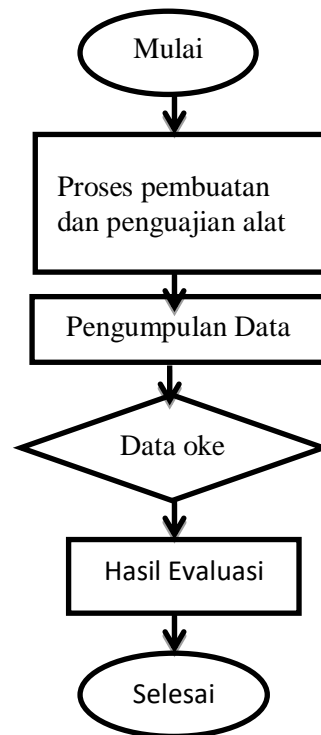 Mulai
Proses pembuatan
dan penguajian alat
Pengumpulan Data
Data oke
Hasil Evaluasi
Selesai